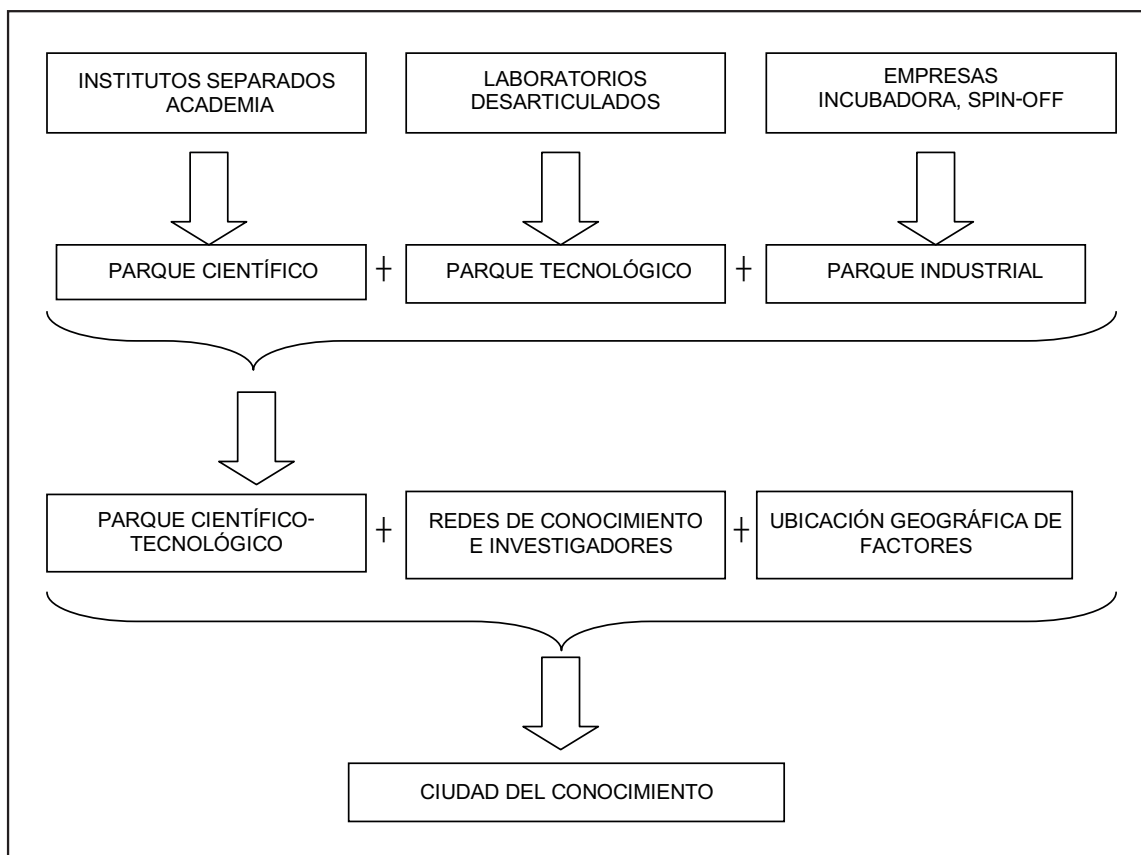 INSTITUTOS SEPARADOS
ACADEMIA
LABORATORIOS
DESARTICULADOS
EMPRESAS
INCUBADORA, SPIN-OFF
PARQUE CIENTÍFICO
+
PARQUE TECNOLÓGICO
+
PARQUE INDUSTRIAL
PARQUE CIENTÍFICO-
TECNOLÓGICO
+
REDES DE CONOCIMIENTO
E INVESTIGADORES
+
UBICACIÓN GEOGRÁFICA DE
FACTORES
CIUDAD DEL CONOCIMIENTO